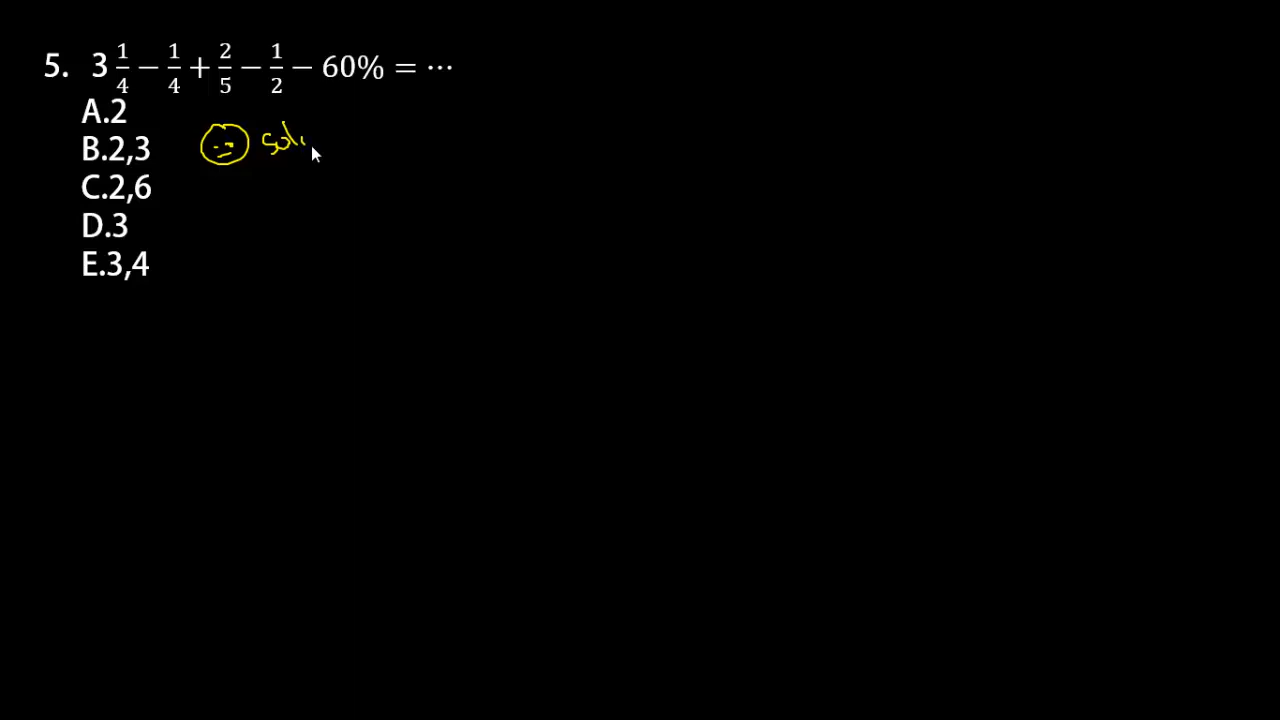 5. 3 1/4 − 1/4 + 2/5 − 1/2 − 60% = ⋯
A.2
B.2,3
C.2,6
D.3
E.3,4